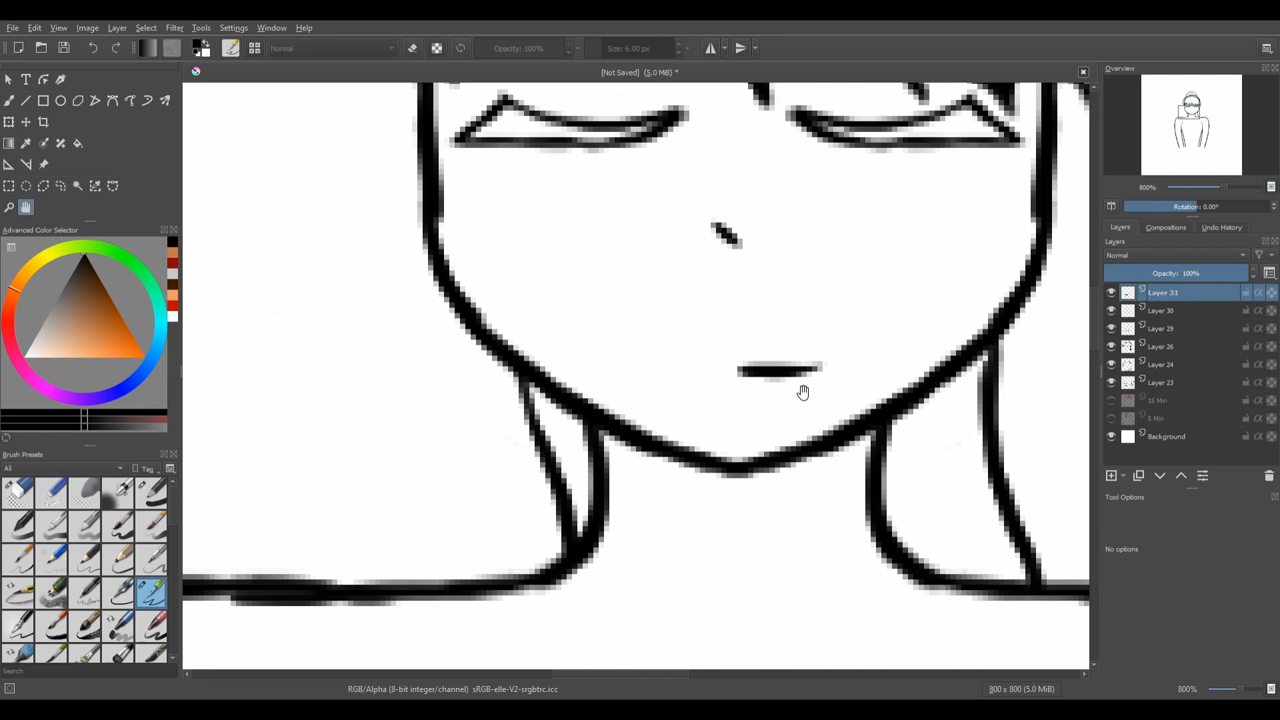 File Edit View Image Layer Select Filter Tools Settings Window Help
Normal Opacity: 100% Size: 6.00 px
[Not Saved] (5.0 MiB) *
Overview
800%
Rotation: 0.00°
Layers Compositions Undo History
Layers
Normal
Opacity: 100%
Layer 31
Layer 30
Layer 29
Layer 26
Layer 24
Layer 23
15 Min
5 Min
Background
Tool Options
No options
Advanced Color Selector
Brush Presets
All Tag
Search
RGB/Alpha (8-bit integer/channel) sRGB-elle-V2-srgbtrc.icc
800 x 800 (5.0 MiB)
800%